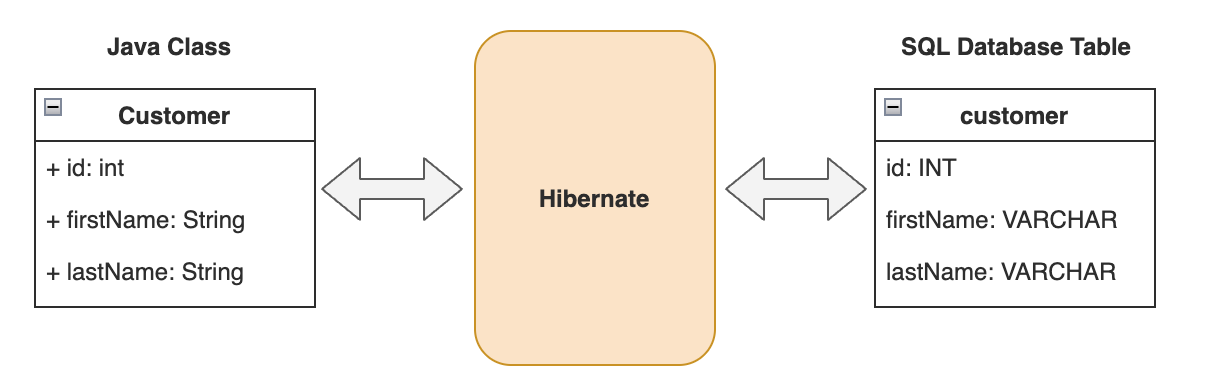 Java Class
Customer
+ id: int
+ firstName: String
+ lastName: String
Hibernate
SQL Database Table
customer
id: INT
firstName: VARCHAR
lastName: VARCHAR